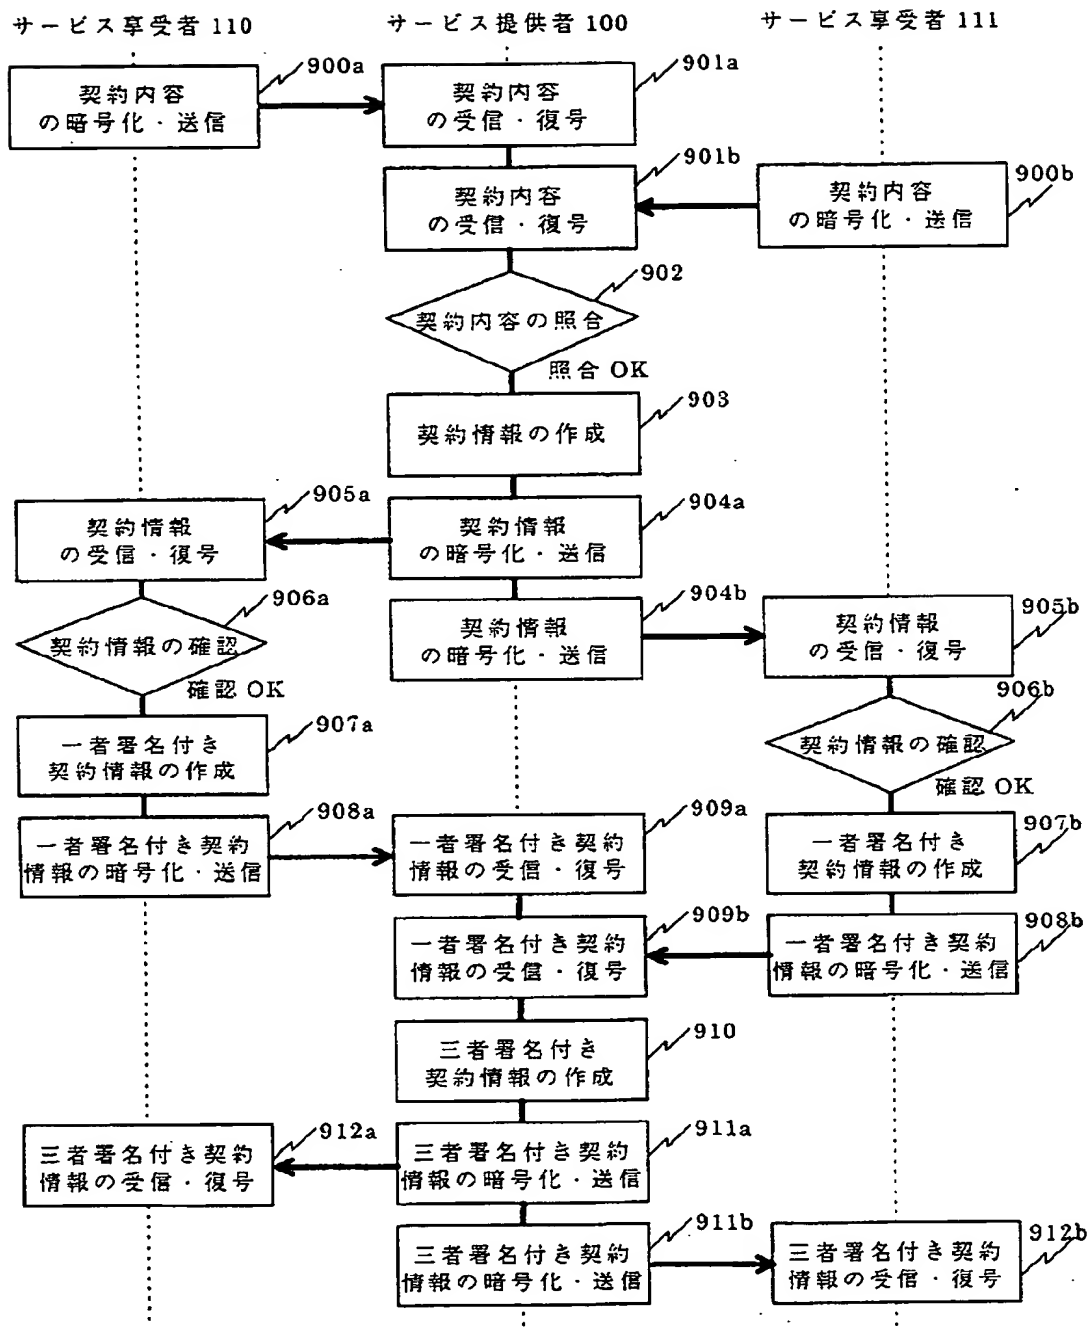 サービス享受者 110
サービス提供者 100
サービス享受者 111
900a
契約内容
の暗号化・送信
901a
契約内容
の受信・復号
901b
契約内容
の受信・復号
900b
契約内容
の暗号化・送信
902
契約内容の照合
照合 OK
903
契約情報の作成
904a
契約情報
の暗号化・送信
905a
契約情報
の受信・復号
904b
契約情報
の暗号化・送信
905b
契約情報
の受信・復号
906a
契約情報の確認
確認 OK
906b
契約情報の確認
確認 OK
907a
一者署名付き
契約情報の作成
907b
一者署名付き
契約情報の作成
908a
一者署名付き契約
情報の暗号化・送信
909a
一者署名付き契約
情報の受信・復号
909b
一者署名付き契約
情報の受信・復号
908b
一者署名付き契約
情報の暗号化・送信
910
三者署名付き
契約情報の作成
911a
三者署名付き契約
情報の暗号化・送信
912a
三者署名付き契約
情報の受信・復号
911b
三者署名付き契約
情報の暗号化・送信
912b
三者署名付き契約
情報の受信・復号